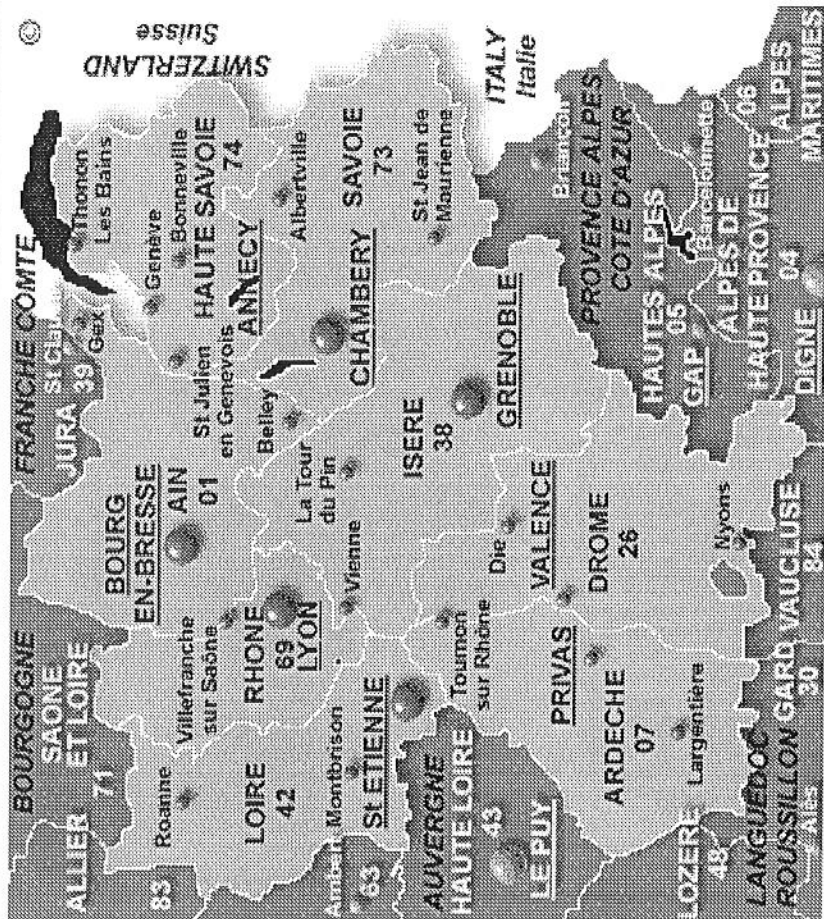 BOURGOGNE
FRANCHE COMTE
©
SWITZERLAND
Suisse
ALLIER
71
SAONE
ET LOIRE
JURA
39
St Clau
Gex
Thonon
Les Bains
Genève
Bonneville
HAUTE SAVOIE
74
ANNECY
St Julien
en Genevois
BOURG
EN-BRESSE
AIN
01
Roanne
Villefranche
sur Saône
RHONE
69
LYON
LOIRE
42
83
Belley
Albertville
SAVOIE
73
CHAMBERY
St Jean de
Maurienne
La Tour
du Pin
Vienne
Ambert
63
Montbrison
St ETIENNE
ISERE
38
GRENOBLE
ITALY
Italie
AUVERGNE
HAUTE LOIRE
43
LE PUY
Tournon
sur Rhône
Die
VALENCE
DROME
26
PRIVAS
ARDECHE
07
Largentière
Nyons
Briançon
PROVENCE ALPES
COTE D'AZUR
HAUTES ALPES
05
GAP
Barcelonnette
ALPES DE
HAUTE PROVENCE
04
DIGNE
06
ALPES
MARITIMES
LOZERE
48
LANGUEDOC
ROUSSILLON
Alès
GARD
30
VAUCLUSE
84